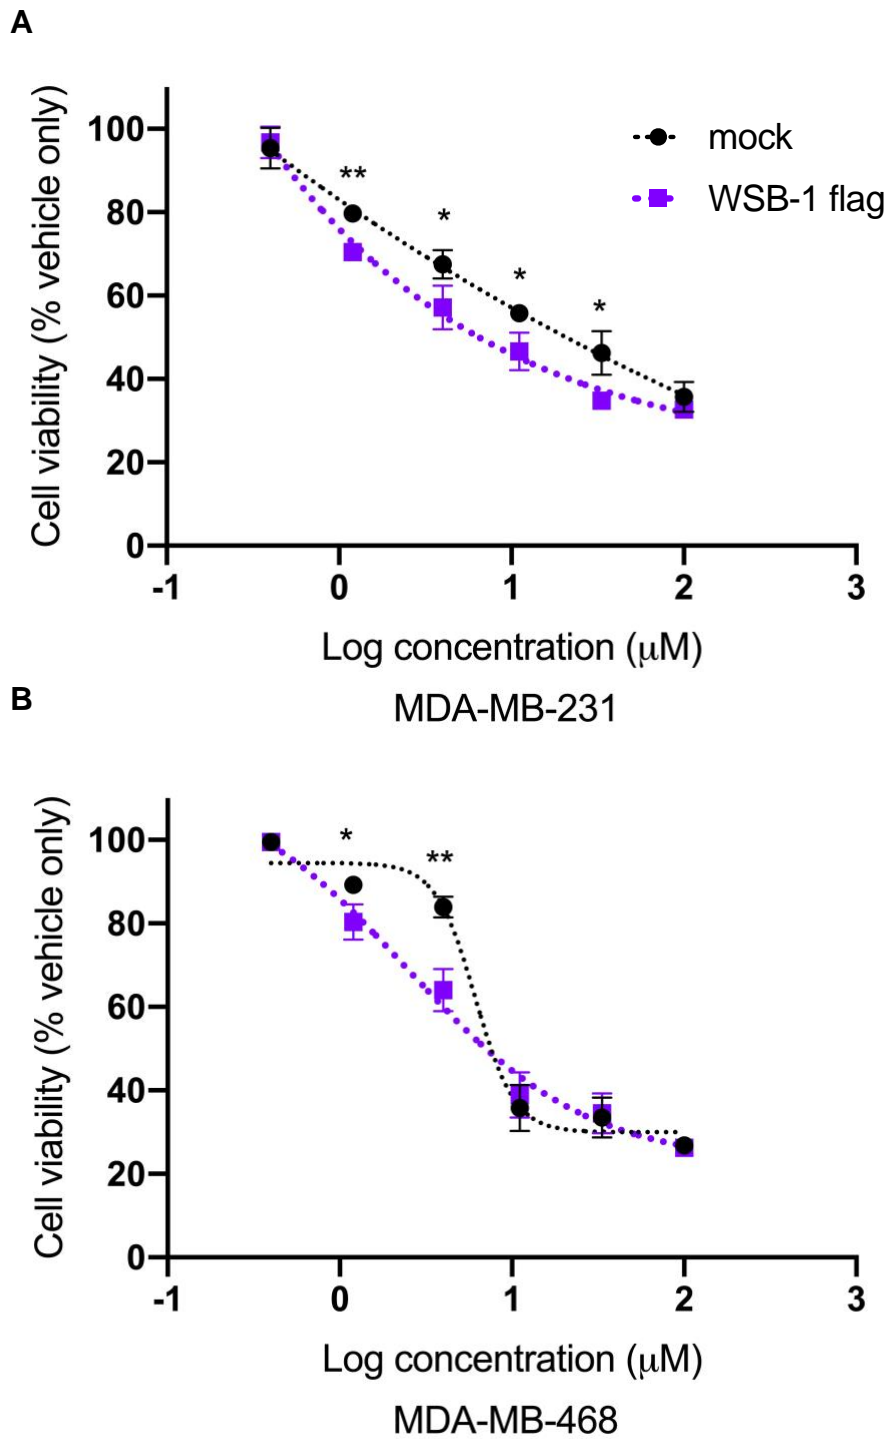 A
Cell viability (% vehicle only)
100
80
60
40
20
0
**
*
*
*
mock
WSB-1 flag
-1 0 1 2 3
Log concentration (μM)
MDA-MB-231
B
Cell viability (% vehicle only)
100
80
60
40
20
0
*
**
-1 0 1 2 3
Log concentration (μM)
MDA-MB-468